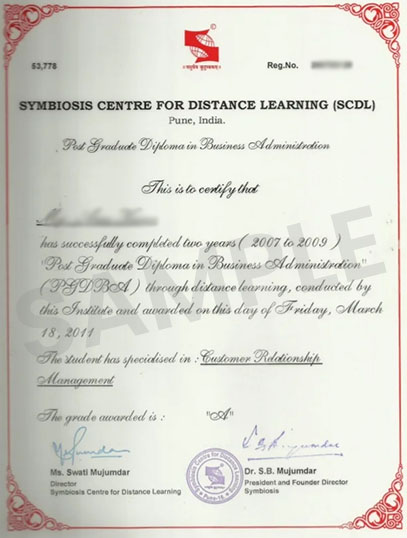 ॥वसुधैव कुटुम्बकम्॥
53,778 Reg.No.
SYMBIOSIS CENTRE FOR DISTANCE LEARNING (SCDL)
Pune, India.
Post Graduate Diploma in Business Administration
This is to certify that
has successfully completed two years ( 2007 to 2009 )
"Post Graduate Diploma in Business Administration"
(PGDBA) through distance learning, conducted by
this Institute and awarded on this day of Friday, March
18, 2011
The student has specialised in : Customer Relationship
Management
The grade awarded is : "A"
SAMPLE
Ms. Swati Mujumdar
Director
Symbiosis Centre for Distance Learning
Dr. S.B. Mujumdar
President and Founder Director
Symbiosis